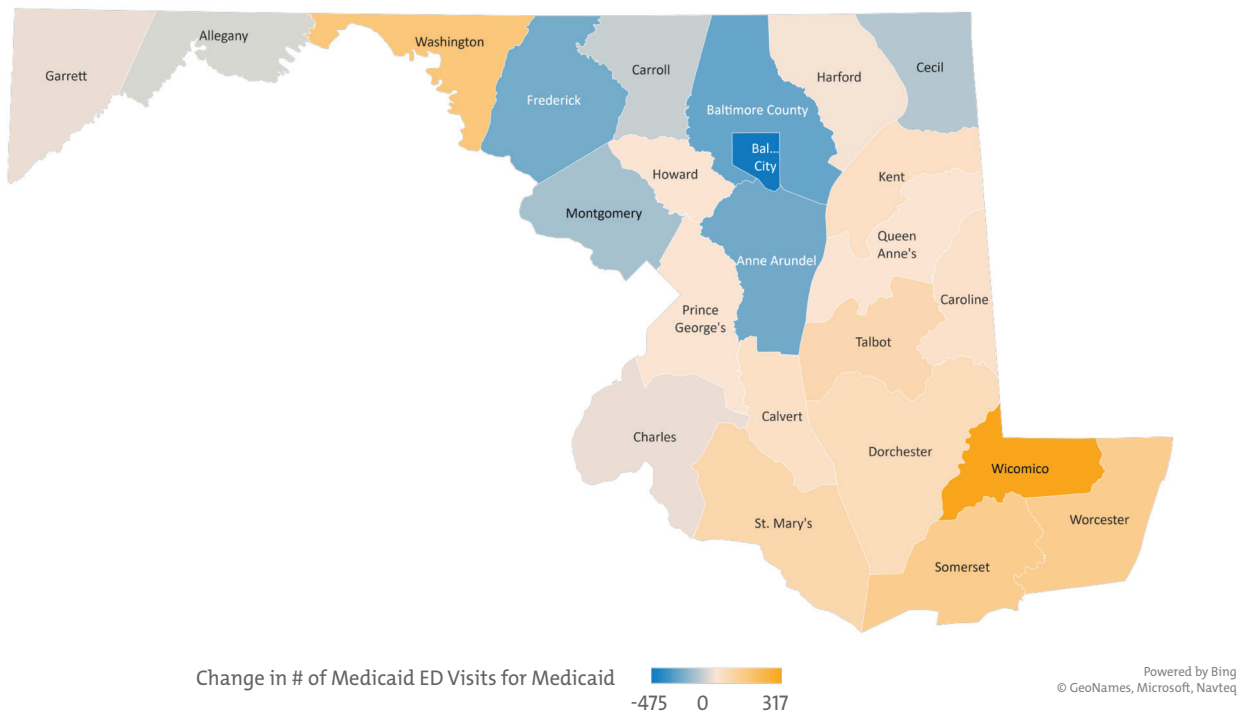 Garrett
Allegany
Washington
Frederick
Carroll
Baltimore County
Bal...
City
Harford
Cecil
Howard
Montgomery
Kent
Queen
Anne's
Anne Arundel
Caroline
Prince
George's
Talbot
Charles
Calvert
Dorchester
Wicomico
St. Mary's
Worcester
Somerset
Change in # of Medicaid ED Visits for Medicaid
-475
0
317
Powered by Bing
© GeoNames, Microsoft, Navteq